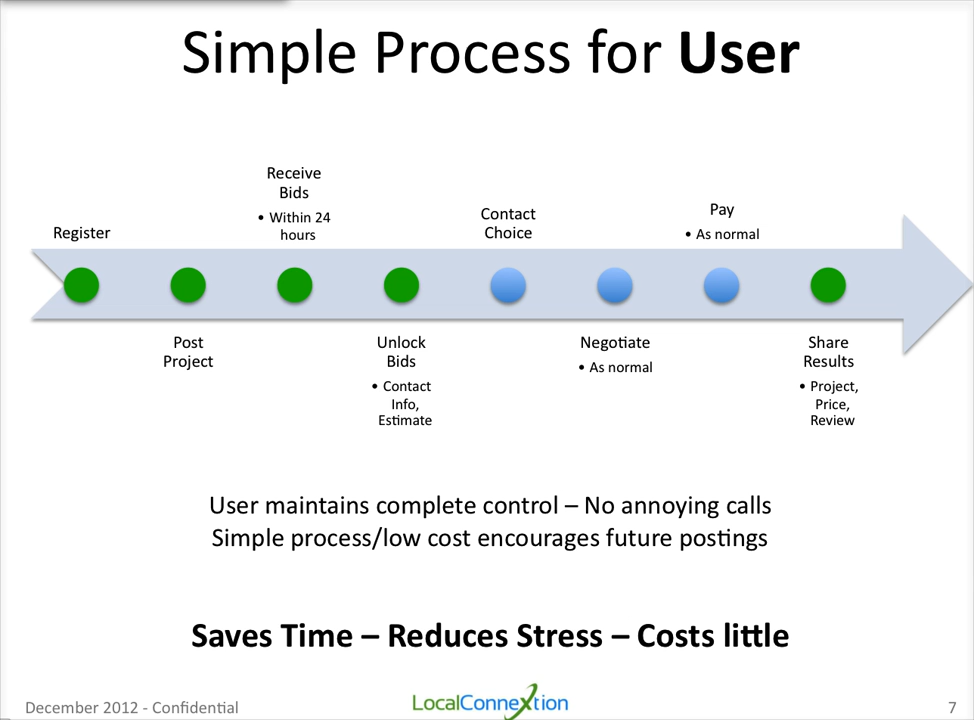 Simple Process for User
Register
Post
Project
Receive
Bids
• Within 24
hours
Unlock
Bids
• Contact
Info,
Estimate
Contact
Choice
Negotiate
• As normal
Pay
• As normal
Share
Results
• Project,
Price,
Review
User maintains complete control – No annoying calls
Simple process/low cost encourages future postings
Saves Time – Reduces Stress – Costs little
December 2012 - Confidential
LocalConneXtion
7